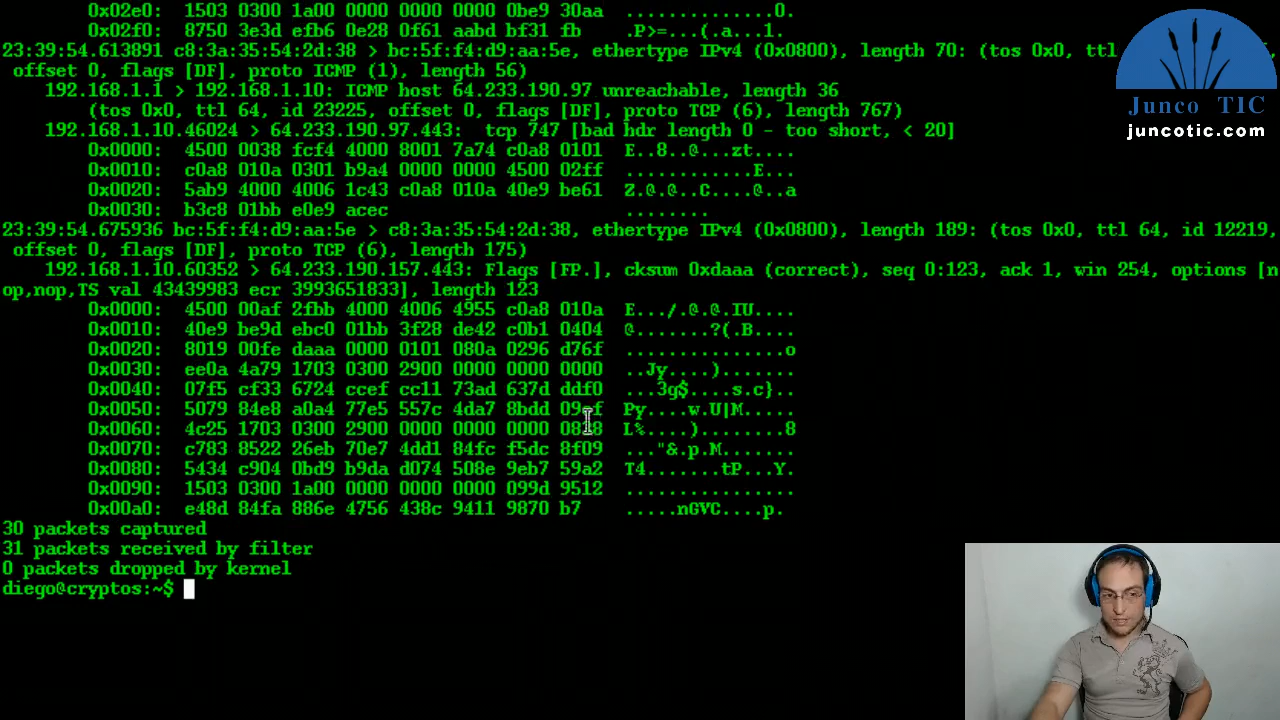 0x02e0:  1503 0300 1a00 0000 0000 0000 0be9 30aa  ..............0.
0x02f0:  8750 3e3d efb6 0e28 0f61 aabd bf31 fb  .P>=...(.a...1.
23:39:54.613891 c8:3a:35:54:2d:38 > bc:5f:f4:d9:aa:5e, ethertype IPv4 (0x0800), length 70: (tos 0x0, ttl
offset 0, flags [DF], proto ICMP (1), length 56)
192.168.1.1 > 192.168.1.10: ICMP host 64.233.190.97 unreachable, length 36
(tos 0x0, ttl 64, id 23225, offset 0, flags [DF], proto TCP (6), length 767)
192.168.1.10.46024 > 64.233.190.97.443:  tcp 747 [bad hdr length 0 - too short, < 20]
0x0000:  4500 0038 fcf4 4000 8001 7a74 c0a8 0101  E..8..@...zt....
0x0010:  c0a8 010a 0301 b9a4 0000 0000 4500 02ff  ............E...
0x0020:  5ab9 4000 4006 1c43 c0a8 010a 40e9 be61  Z.@.@..C....@..a
0x0030:  b3c8 01bb e0e9 acec  ........
23:39:54.675936 bc:5f:f4:d9:aa:5e > c8:3a:35:54:2d:38, ethertype IPv4 (0x0800), length 189: (tos 0x0, ttl 64, id 12219,
offset 0, flags [DF], proto TCP (6), length 175)
192.168.1.10.60352 > 64.233.190.157.443: Flags [FP.], cksum 0xdaaa (correct), seq 0:123, ack 1, win 254, options [n
op,nop,TS val 43439983 ecr 3993651833], length 123
0x0000:  4500 00af 2fbb 4000 4006 4955 c0a8 010a  E.../.@.@.IU....
0x0010:  40e9 be9d ebc0 01bb 3f28 de42 c0b1 0404  @.......?(.B....
0x0020:  8019 00fe daaa 0000 0101 080a 0296 d76f  ...............o
0x0030:  ee0a 4a79 1703 0300 2900 0000 0000 0000  ..Jy....).......
0x0040:  07f5 cf33 6724 ccef cc11 73ad 637d ddf0  ...3g$....s.c}..
0x0050:  5079 84e8 a0a4 77e5 557c 4da7 8bdd 09ef  Py....w.U|M.....
0x0060:  4c25 1703 0300 2900 0000 0000 0000  L%....)........8
0x0070:  c783 8522 26eb 70e7 4dd1 84fc f5dc 8f09  ..."&.p.M.......
0x0080:  5434 c904 0bd9 b9da d074 508e 9eb7 59a2  T4.......tP...Y.
0x0090:  1503 0300 1a00 0000 0000 0000 099d 9512  ................
0x00a0:  e48d 84fa 886e 4756 438c 9411 9870 b7  .....nGVC....p.
30 packets captured
31 packets received by filter
0 packets dropped by kernel
diego@cryptos:~$
Junco TIC
juncotic.com